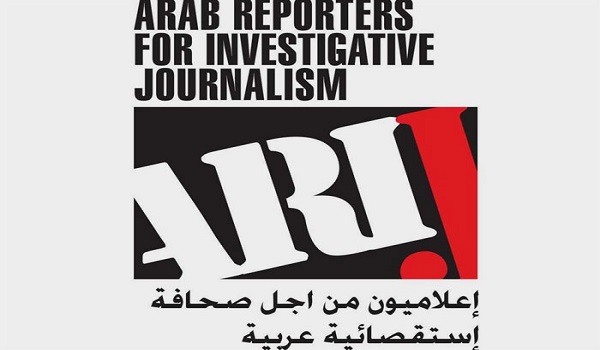 ARAB REPORTERS
FOR INVESTIGATIVE
JOURNALISM
ARIJ
إعلاميون من اجل صحافة
إستقصائية عربية